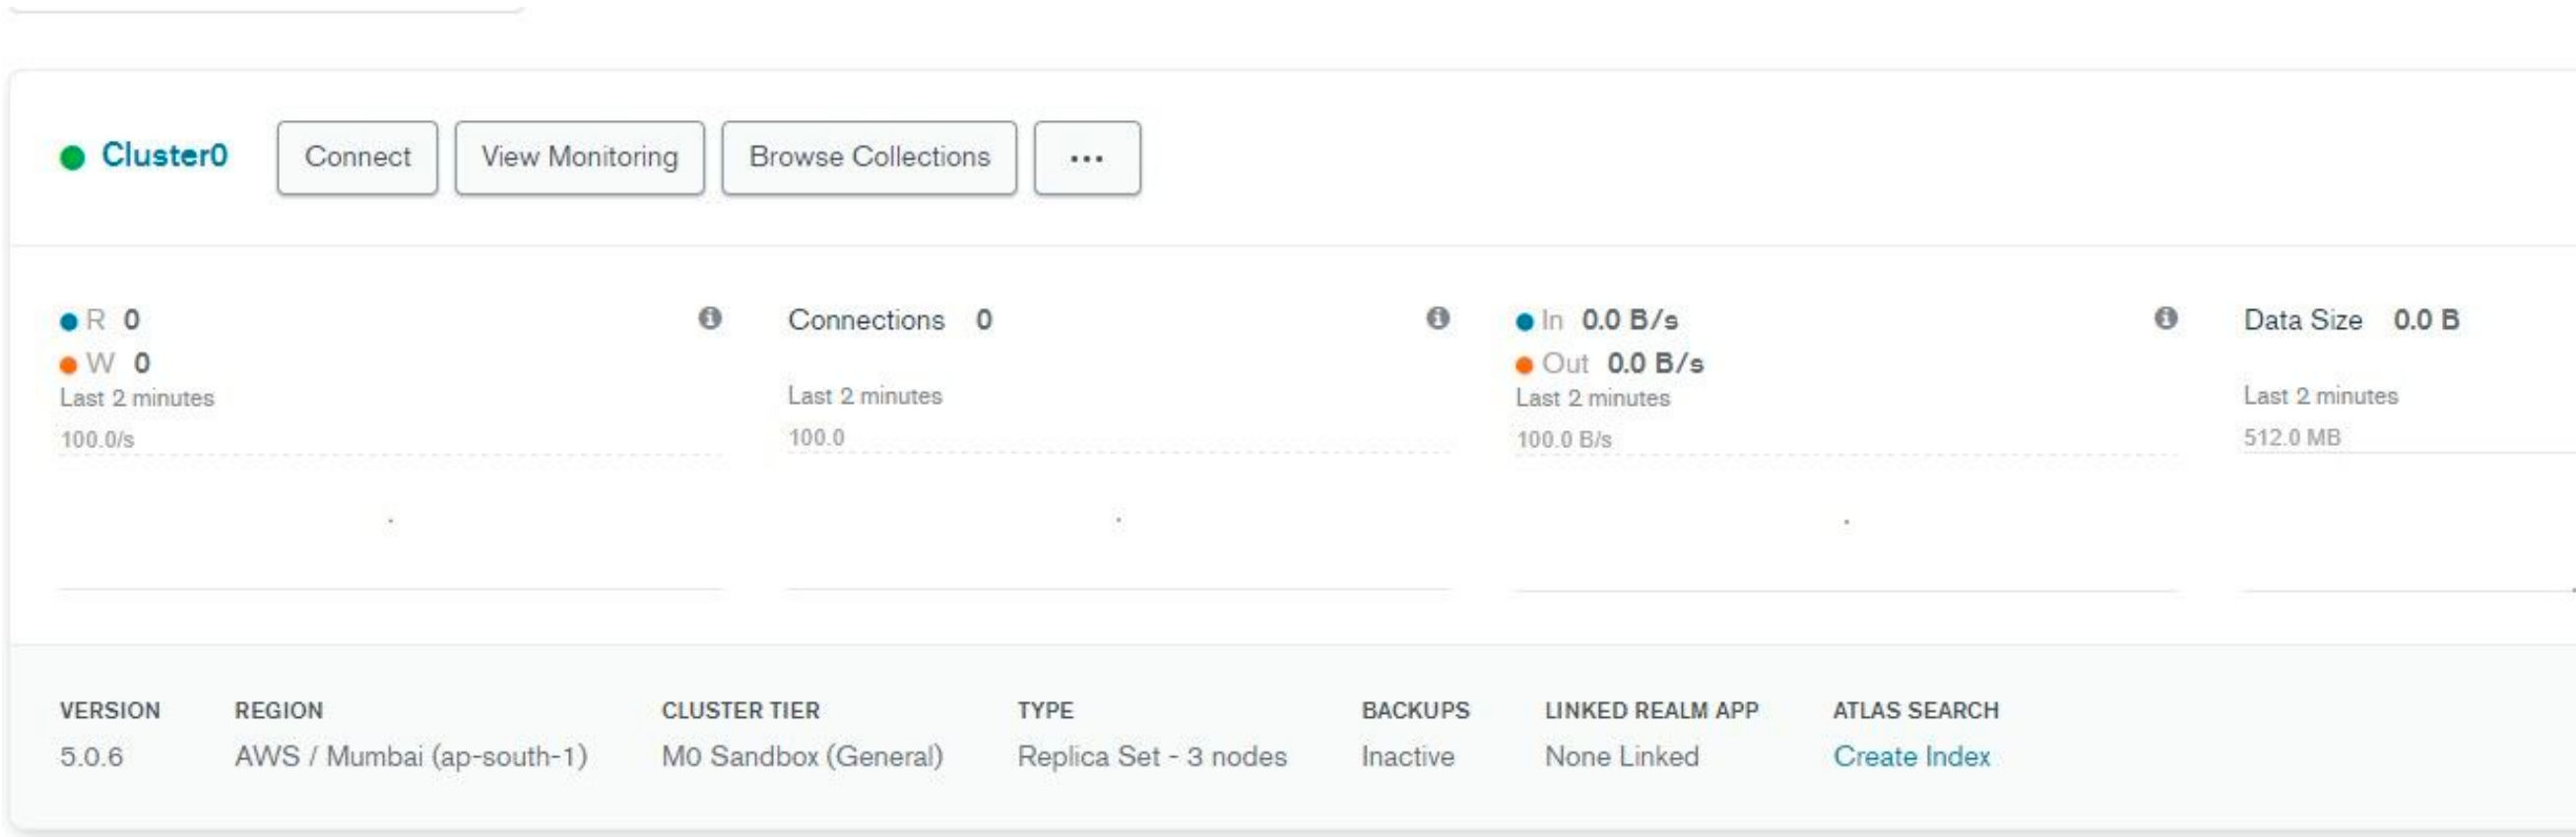 Cluster0 Connect View Monitoring Browse Collections ...
R 0
W 0
Last 2 minutes
100.0/s
Connections 0
Last 2 minutes
100.0
In 0.0 B/s
Out 0.0 B/s
Last 2 minutes
100.0 B/s
Data Size 0.0 B
Last 2 minutes
512.0 MB
VERSION REGION CLUSTER TIER TYPE BACKUPS LINKED REALM APP ATLAS SEARCH
5.0.6 AWS / Mumbai (ap-south-1) M0 Sandbox (General) Replica Set - 3 nodes Inactive None Linked Create Index